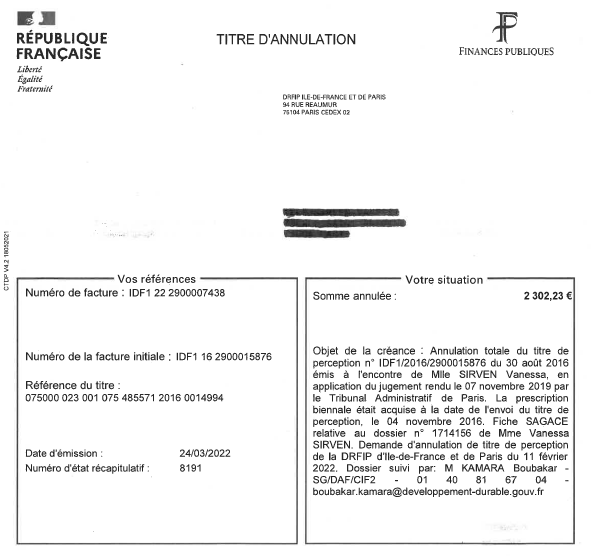 RÉPUBLIQUE
FRANÇAISE
Liberté
Égalité
Fraternité
TITRE D'ANNULATION
FINANCES PUBLIQUES
DRFIP ILE-DE-FRANCE ET DE PARIS
94 RUE REAUMUR
75104 PARIS CEDEX 02
CTDP V4.2 18052021
Vos références
Numéro de facture : IDF1 22 2900007438
Numéro de la facture initiale : IDF1 16 2900015876
Référence du titre :
075000 023 001 075 485571 2016 0014994
Date d'émission : 24/03/2022
Numéro d'état récapitulatif : 8191
Votre situation
Somme annulée : 2 302,23 €
Objet de la créance : Annulation totale du titre de
perception n° IDF1/2016/2900015876 du 30 août 2016
émis à l'encontre de Mlle SIRVEN Vanessa, en
application du jugement rendu le 07 novembre 2019 par
le Tribunal Administratif de Paris. La prescription
biennale était acquise à la date de l'envoi du titre de
perception, le 04 novembre 2016. Fiche SAGACE
relative au dossier n° 1714156 de Mme Vanessa
SIRVEN. Demande d'annulation de titre de perception
de la DRFIP d'Ile-de-France et de Paris du 11 février
2022. Dossier suivi par: M KAMARA Boubakar -
SG/DAF/CIF2 - 01 40 81 67 04 -
boubakar.kamara@developpement-durable.gouv.fr